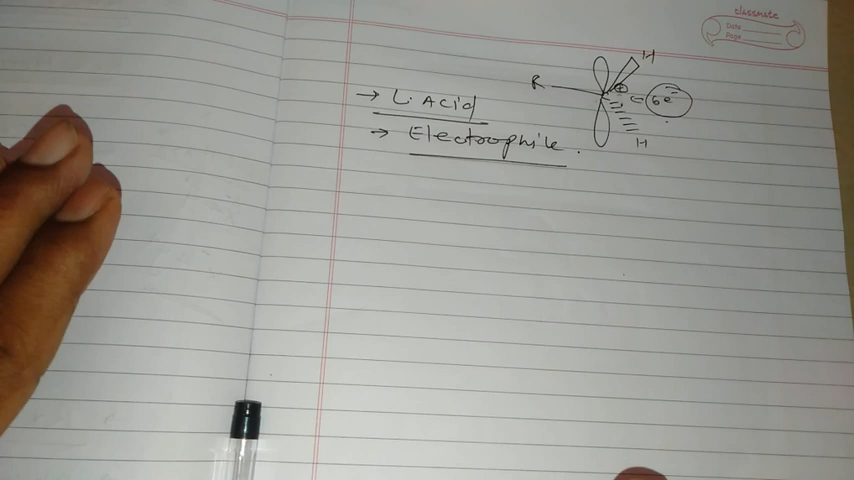 classmate
Date
Page
H
R
⊕
6e⁻
→ L. Acid
→ Electrophile.
H